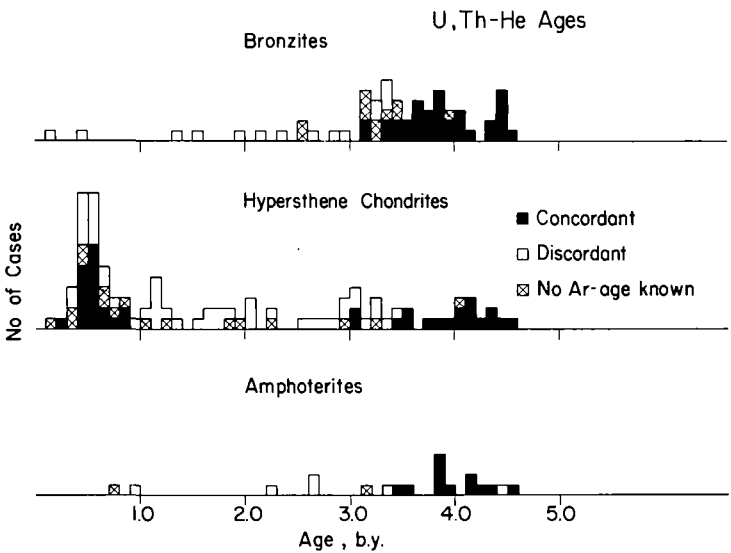 U,Th-He Ages
Bronzites
Hypersthene Chondrites
Concordant
Discordant
No Ar-age known
No of Cases
Amphoterites
1.0 2.0 3.0 4.0 5.0
Age , b.y.